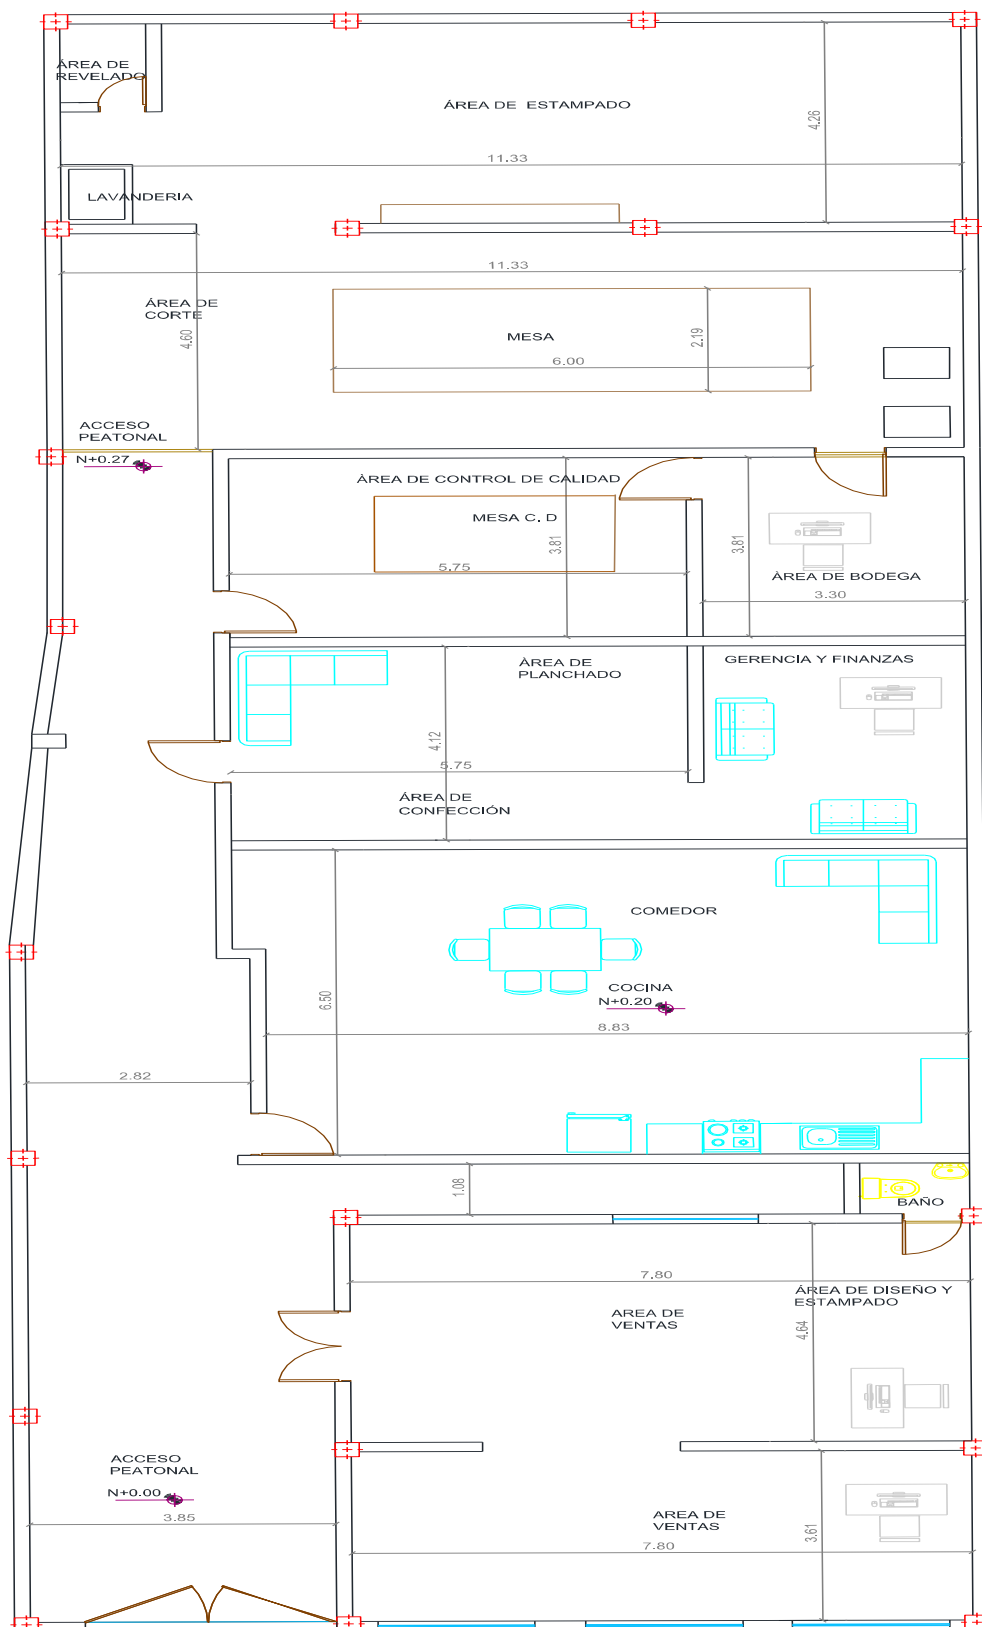 ÁREA DE
REVELADO
ÁREA DE ESTAMPADO
4.26
11.33
LAVANDERIA
11.33
ÁREA DE
CORTE
4.60
MESA
2.19
6.00
ACCESO
PEATONAL
N+0.27
ÀREA DE CONTROL DE CALIDAD
MESA C. D
3.81
3.81
5.75
ÀREA DE BODEGA
3.30
ÀREA DE
PLANCHADO
GERENCIA Y FINANZAS
4.12
5.75
ÁREA DE
CONFECCIÓN
COMEDOR
COCINA
N+0.20
6.50
8.83
2.82
1.08
BAÑO
7.80
ÁREA DE DISEÑO Y
ESTAMPADO
AREA DE
VENTAS
4.64
ACCESO
PEATONAL
N+0.00
3.85
AREA DE
VENTAS
3.61
7.80